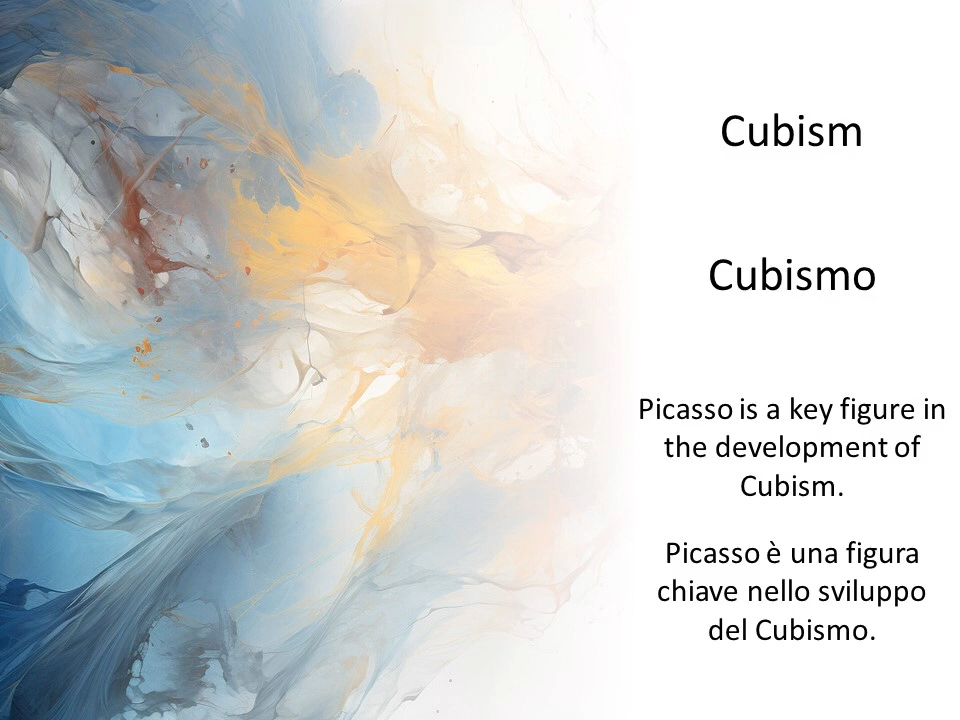 Cubism
Cubismo
Picasso is a key figure in
the development of
Cubism.
Picasso è una figura
chiave nello sviluppo
del Cubismo.